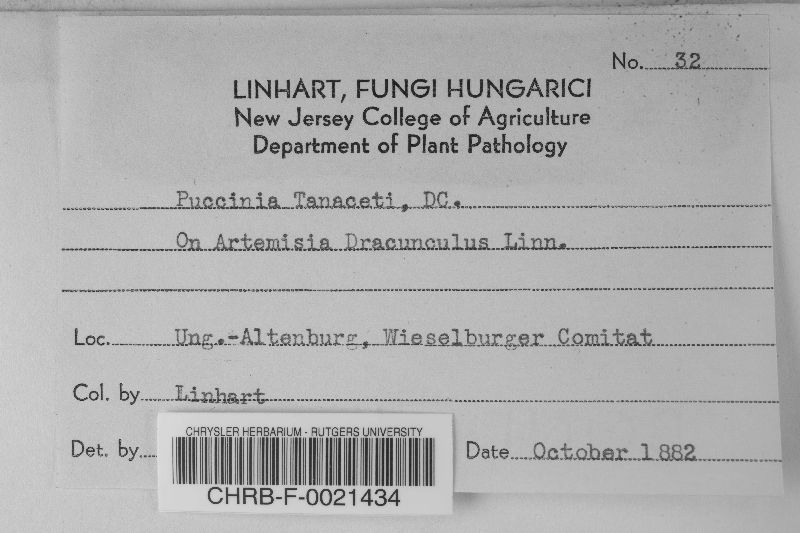 No. 32
LINHART, FUNGI HUNGARICI
New Jersey College of Agriculture
Department of Plant Pathology
Puccinia Tanaceti, DC.
On Artemisia Dracunculus Linn.
Loc. Ung.-Altenburg, Wieselburger Comitat
Col. by Linhart
Det. by
Date October 1882
CHRYSLER HERBARIUM - RUTGERS UNIVERSITY
CHRB-F-0021434